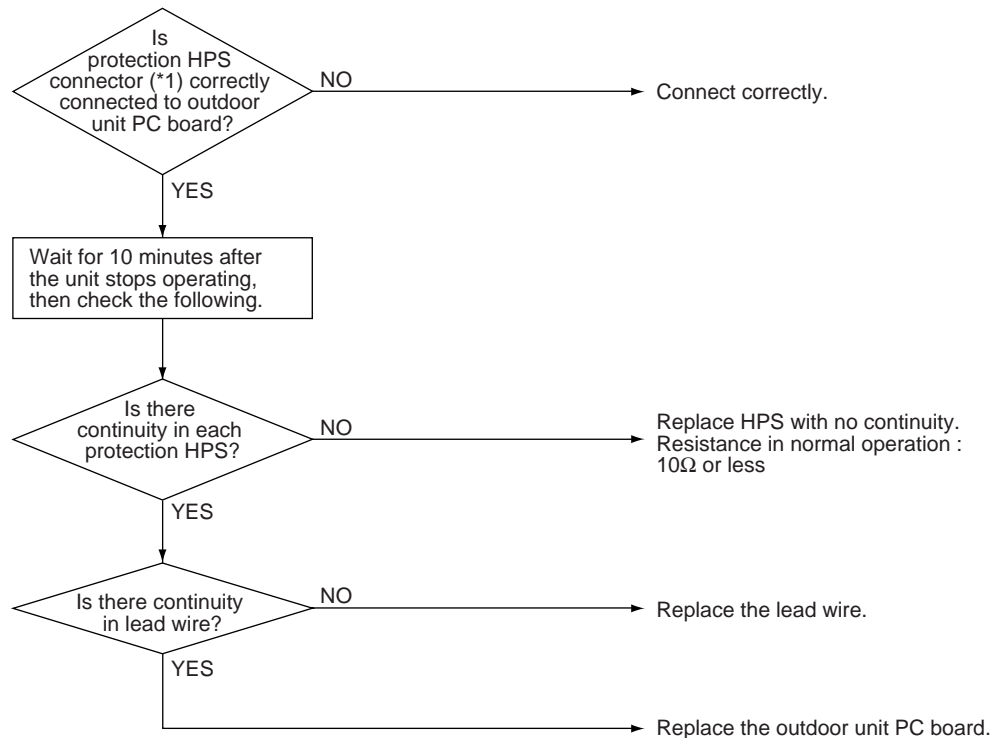 Is
protection HPS
connector (*1) correctly
connected to outdoor
unit PC board?
NO
Connect correctly.
YES
Wait for 10 minutes after
the unit stops operating,
then check the following.
Is there
continuity in each
protection HPS?
NO
Replace HPS with no continuity.
Resistance in normal operation :
10Ω or less
YES
Is there continuity
in lead wire?
NO
Replace the lead wire.
YES
Replace the outdoor unit PC board.